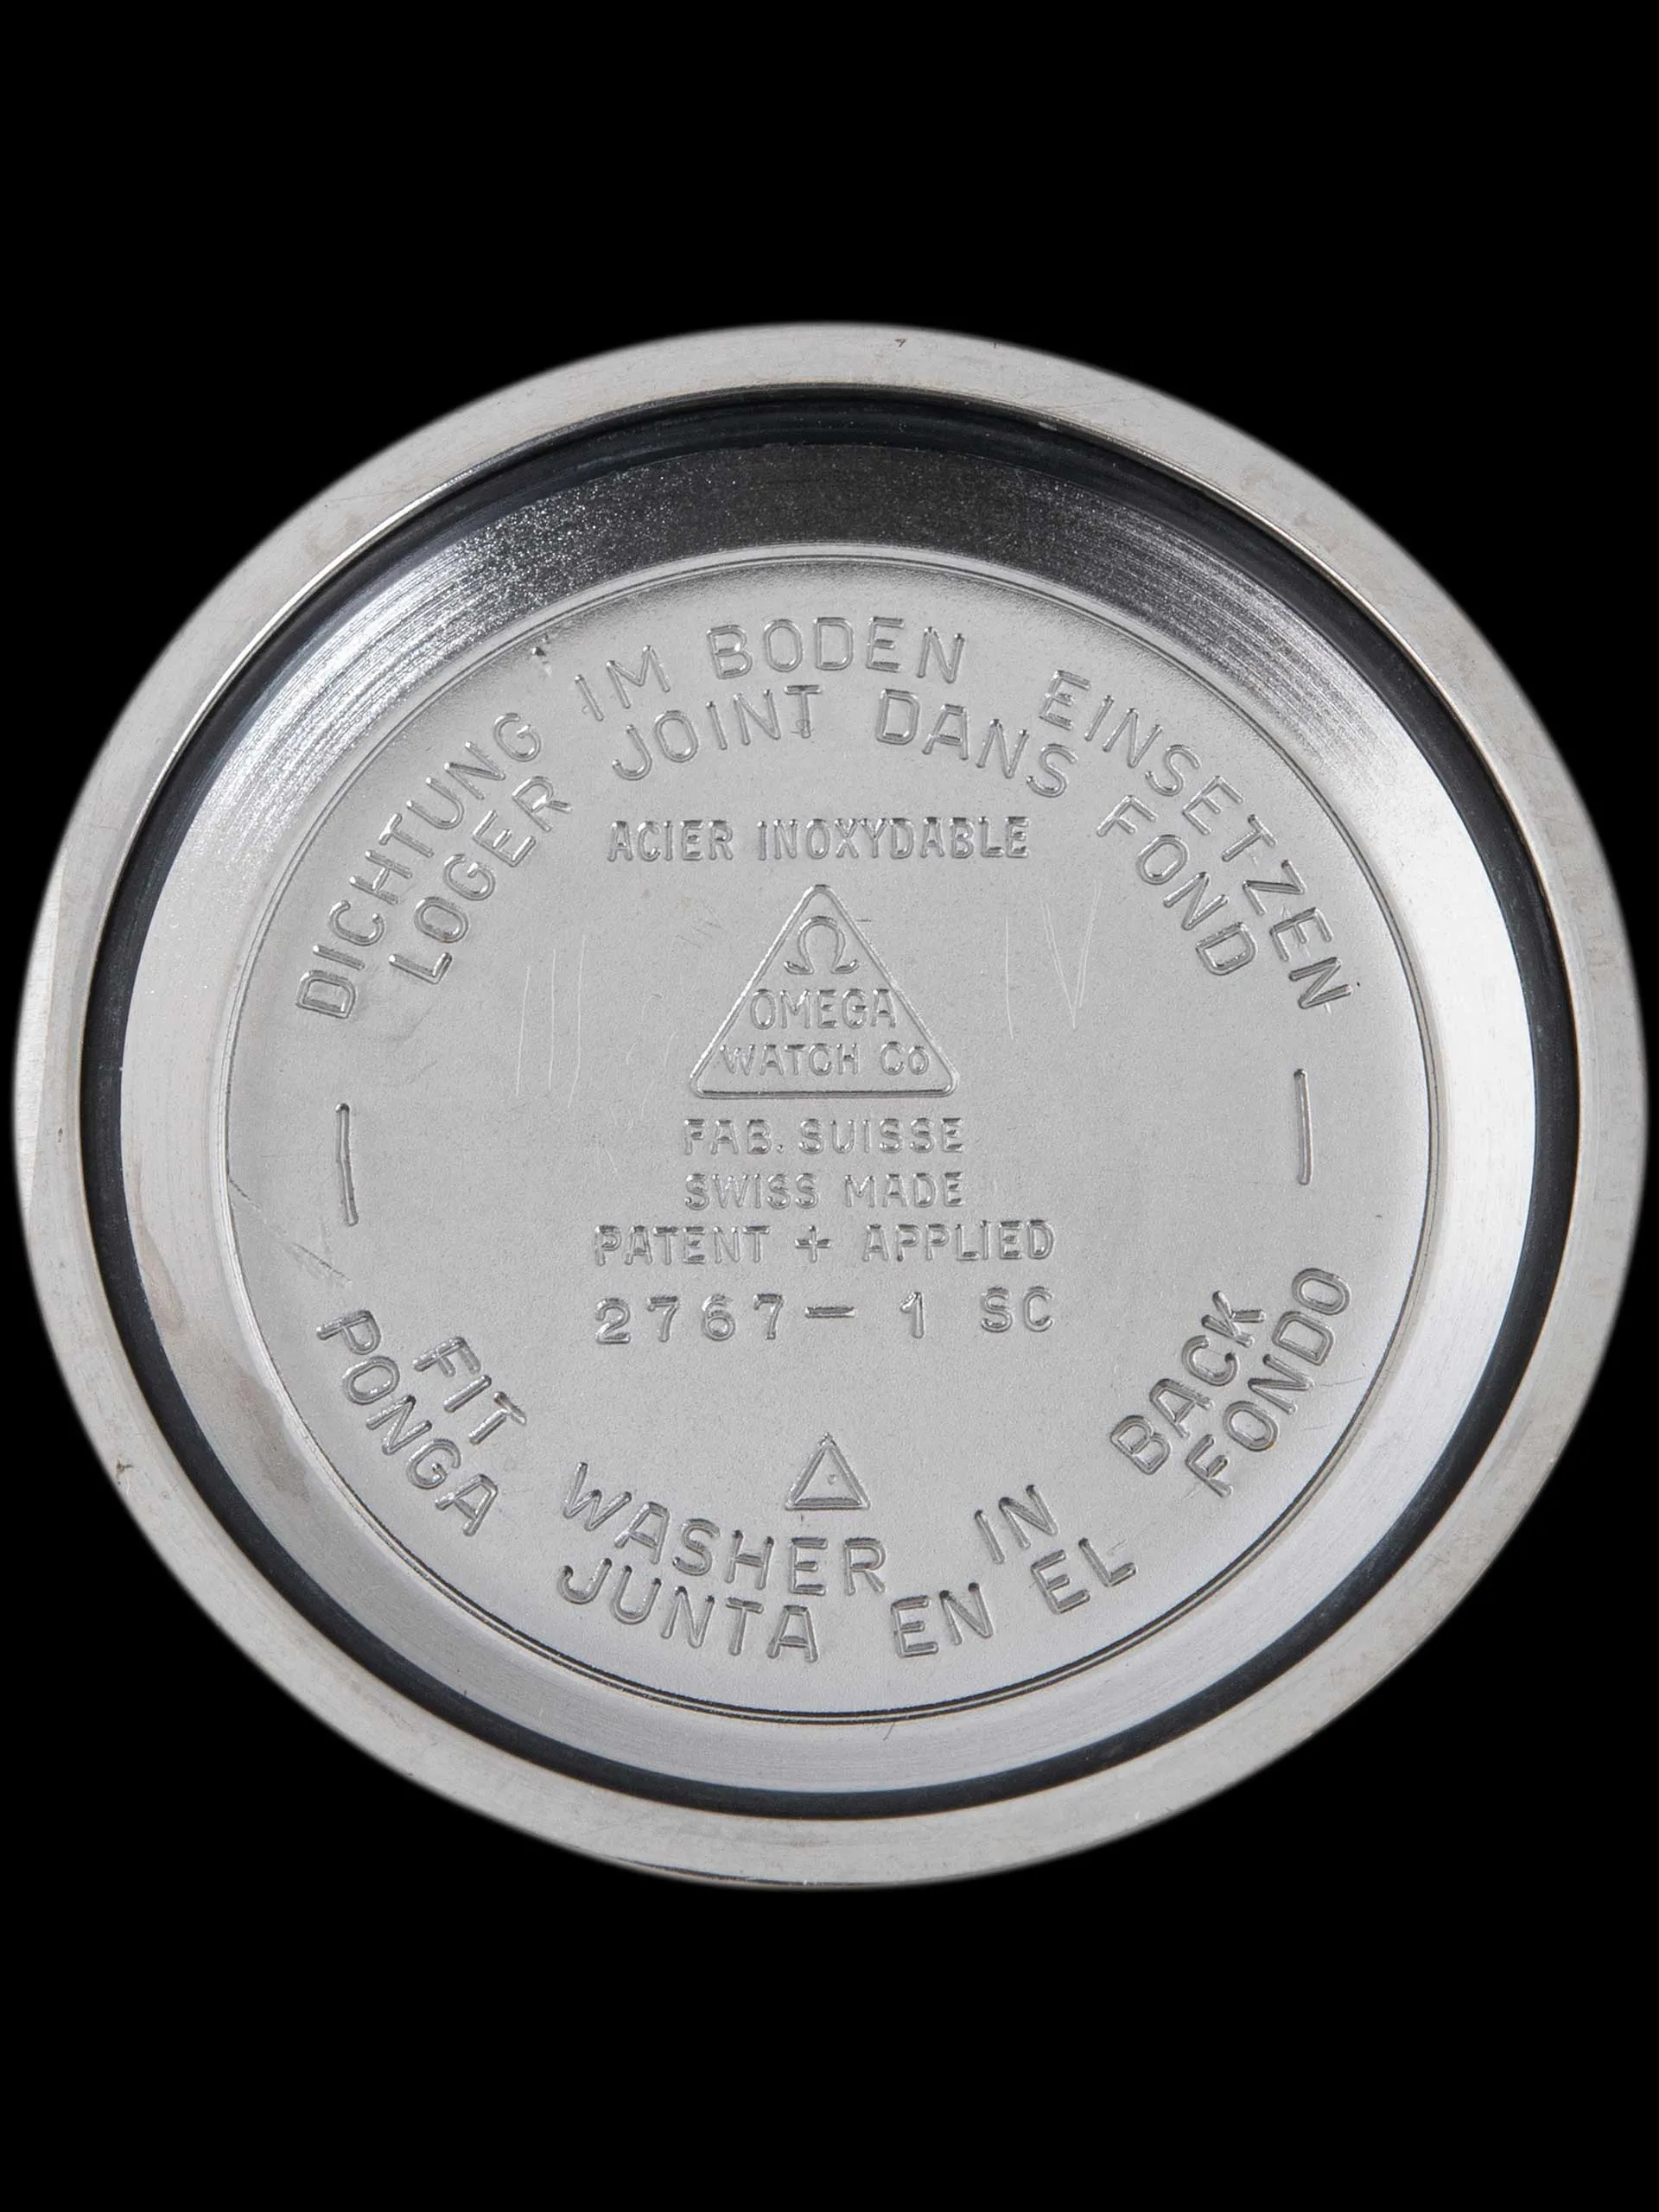 DICHTUNG IM BODEN EINSETZEN
LOGER JOINT DANS FOND
ACIER INOXYDABLE
Ω
OMEGA
WATCH Co
FAB. SUISSE
SWISS MADE
PATENT + APPLIED
2767- 1 SC
FIT WASHER IN BACK
PONGA JUNTA EN EL FONDO